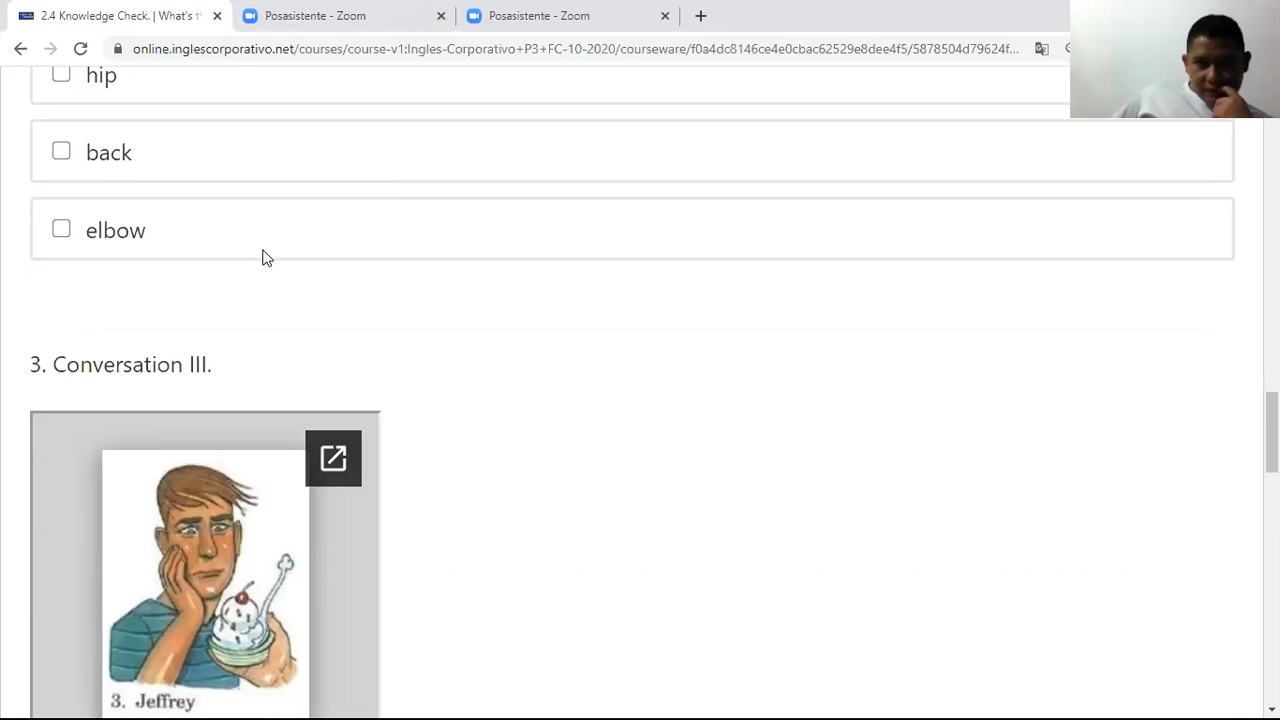 2.4 Knowledge Check. | What's t
Posasistente - Zoom
Posasistente - Zoom
online.inglescorporativo.net/courses/course-v1:Ingles-Corporativo+P3+FC-10-2020/courseware/f0a4dc8146ce4e0cbac62529e8dee4f5/5878504d79624f...
hip
back
elbow
3. Conversation III.
3. Jeffrey